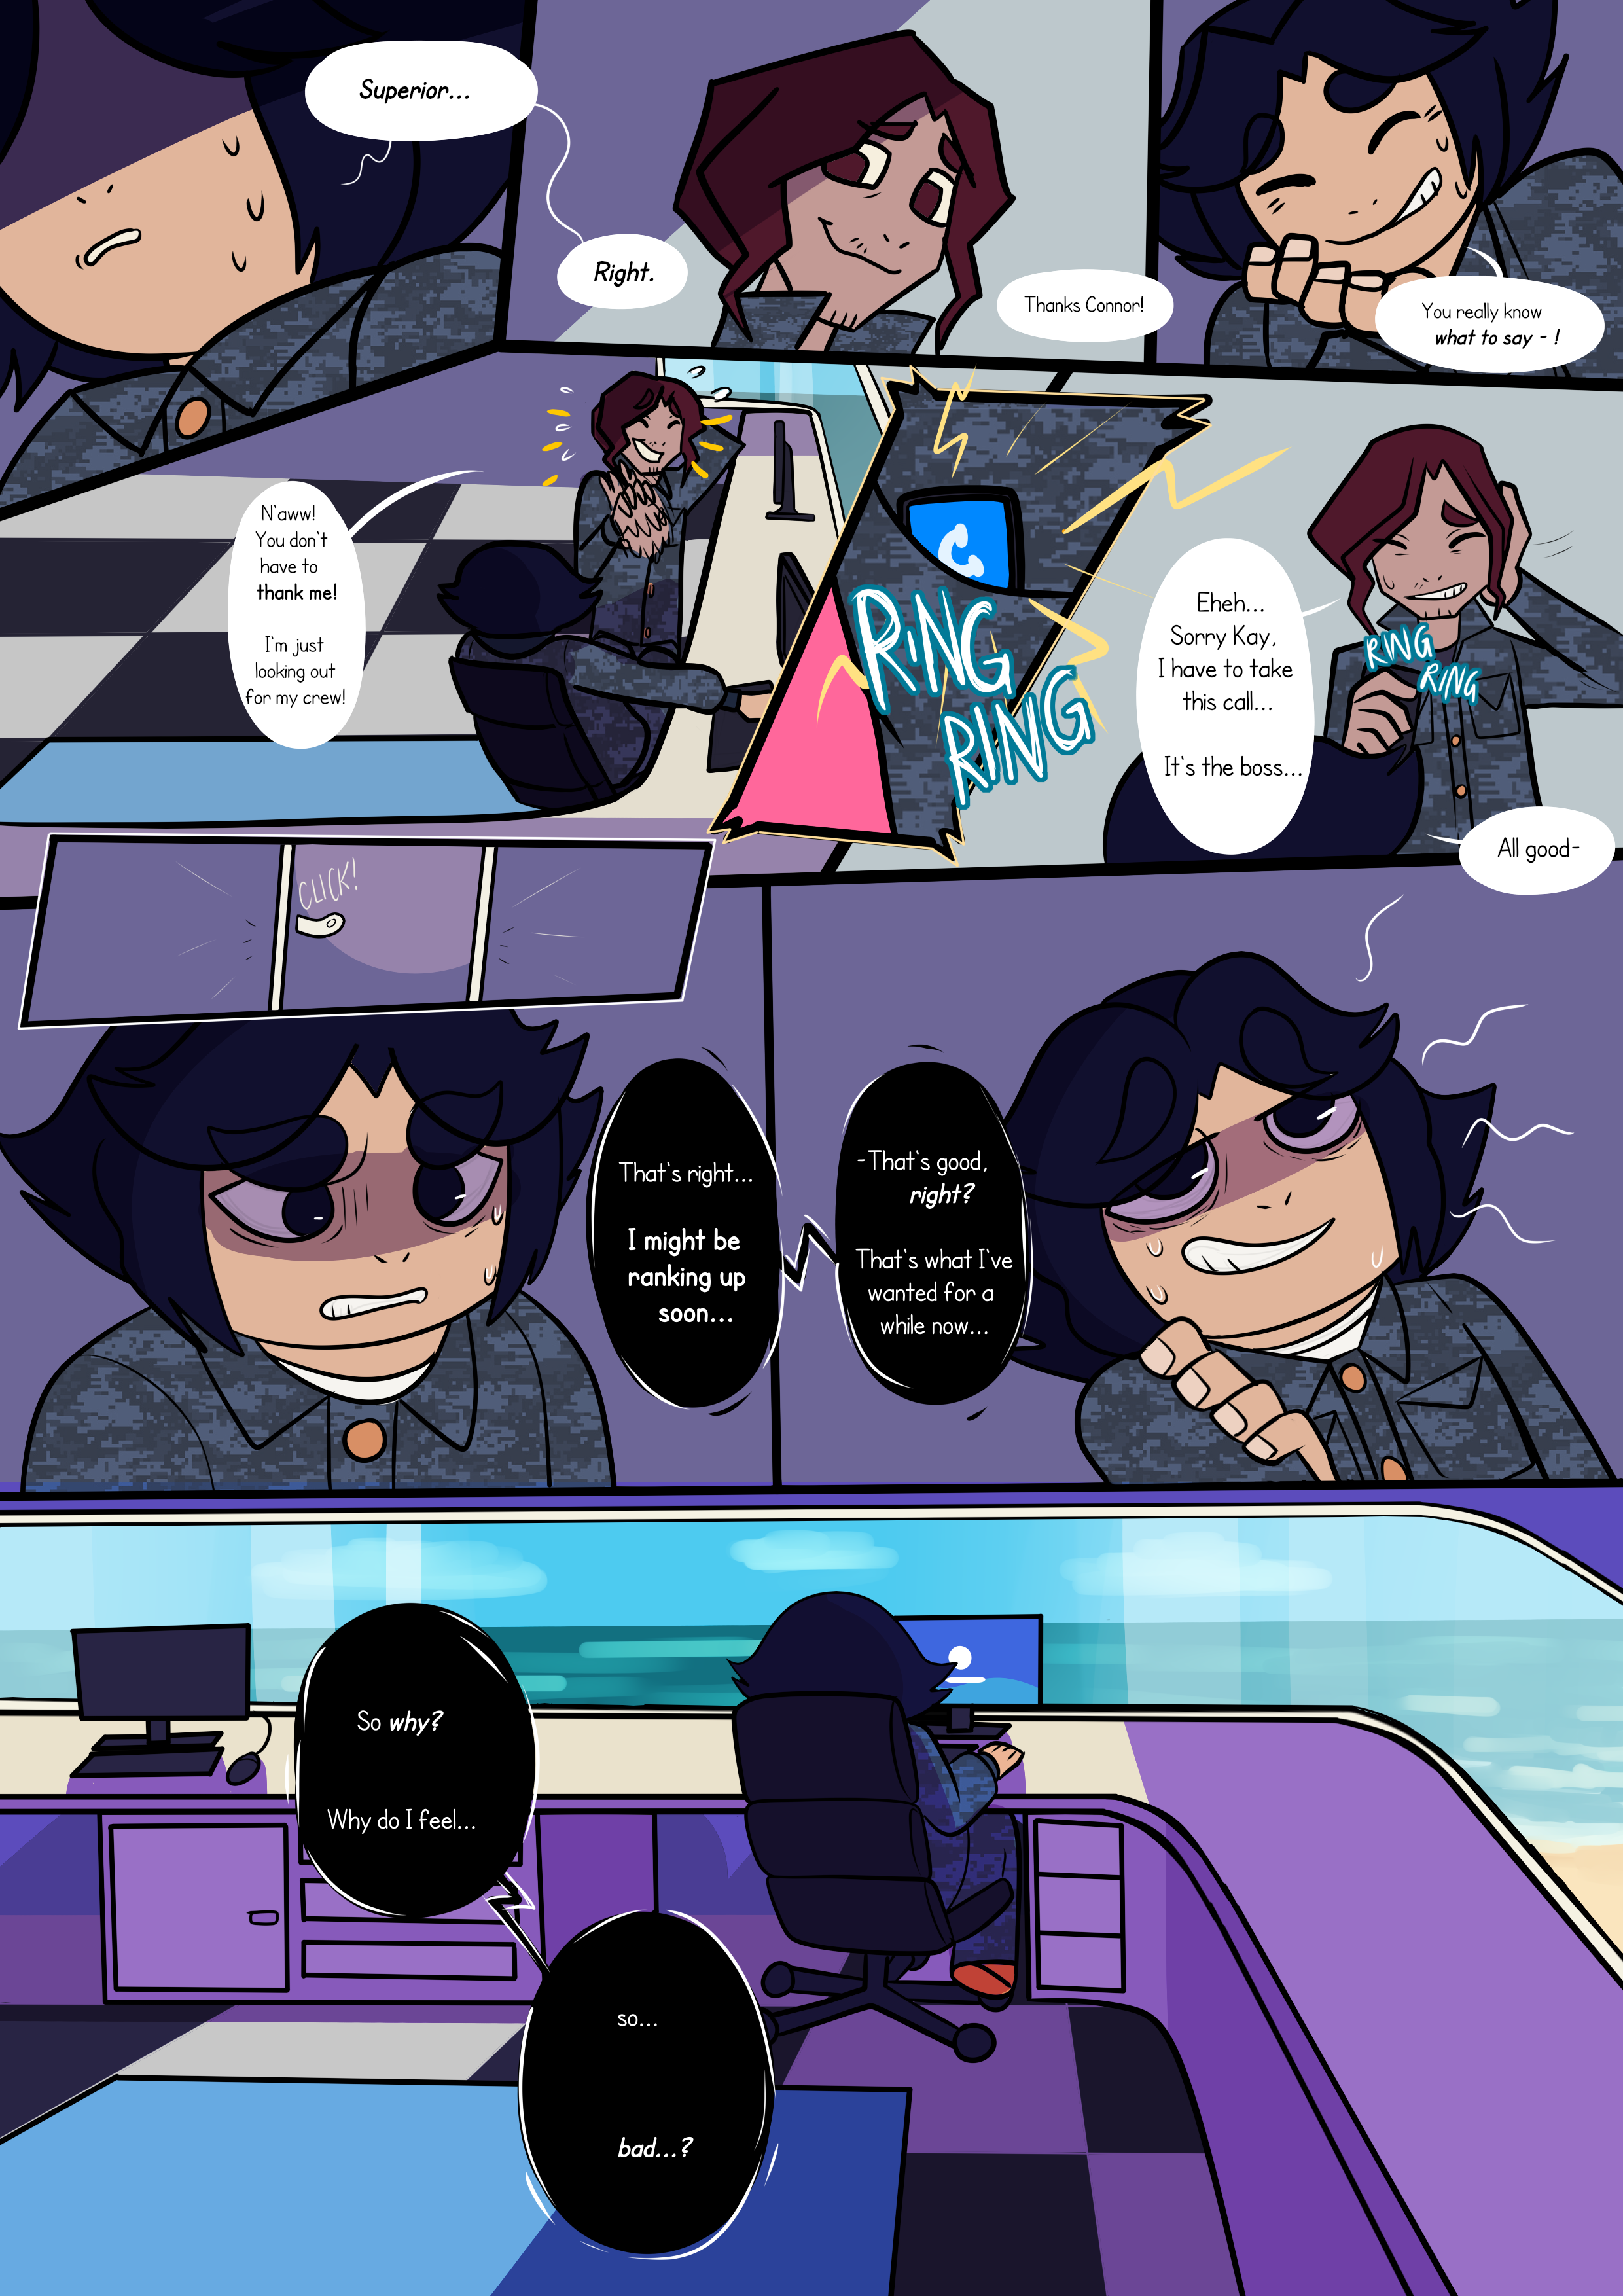 Superior...
Right.
Thanks Connor!
You really know
what to say - !
N'aww!
You don't
have to
thank me!
I'm just
looking out
for my crew!
RING
RING
Eheh...
Sorry Kay,
I have to take
this call...
It's the boss...
RING
RING
All good-
CLICK!
That's right...
I might be
ranking up
soon...
-That's good,
right?
That's what I've
wanted for a
while now...
So why?
Why do I feel...
so...
bad...?